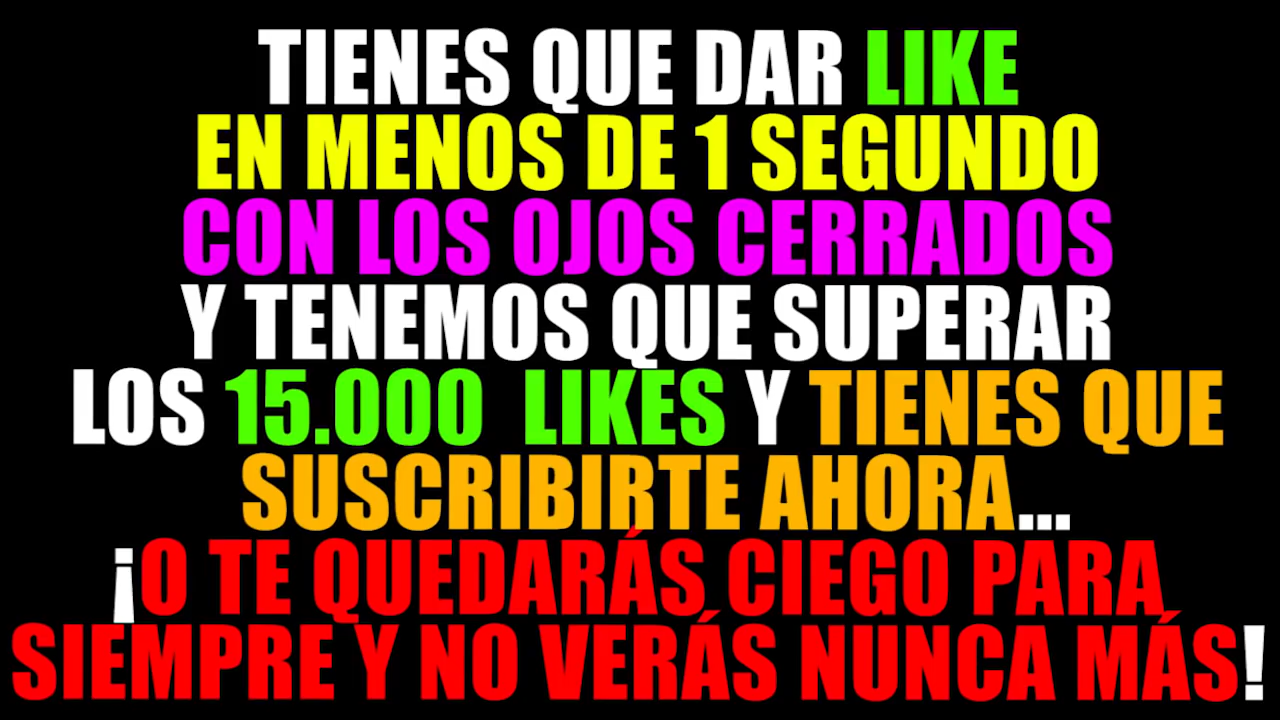 TIENES QUE DAR LIKE
EN MENOS DE 1 SEGUNDO
CON LOS OJOS CERRADOS
Y TENEMOS QUE SUPERAR
LOS 15.000 LIKES Y TIENES QUE
SUSCRIBIRTE AHORA...
¡O TE QUEDARÁS CIEGO PARA
SIEMPRE Y NO VERÁS NUNCA MÁS!